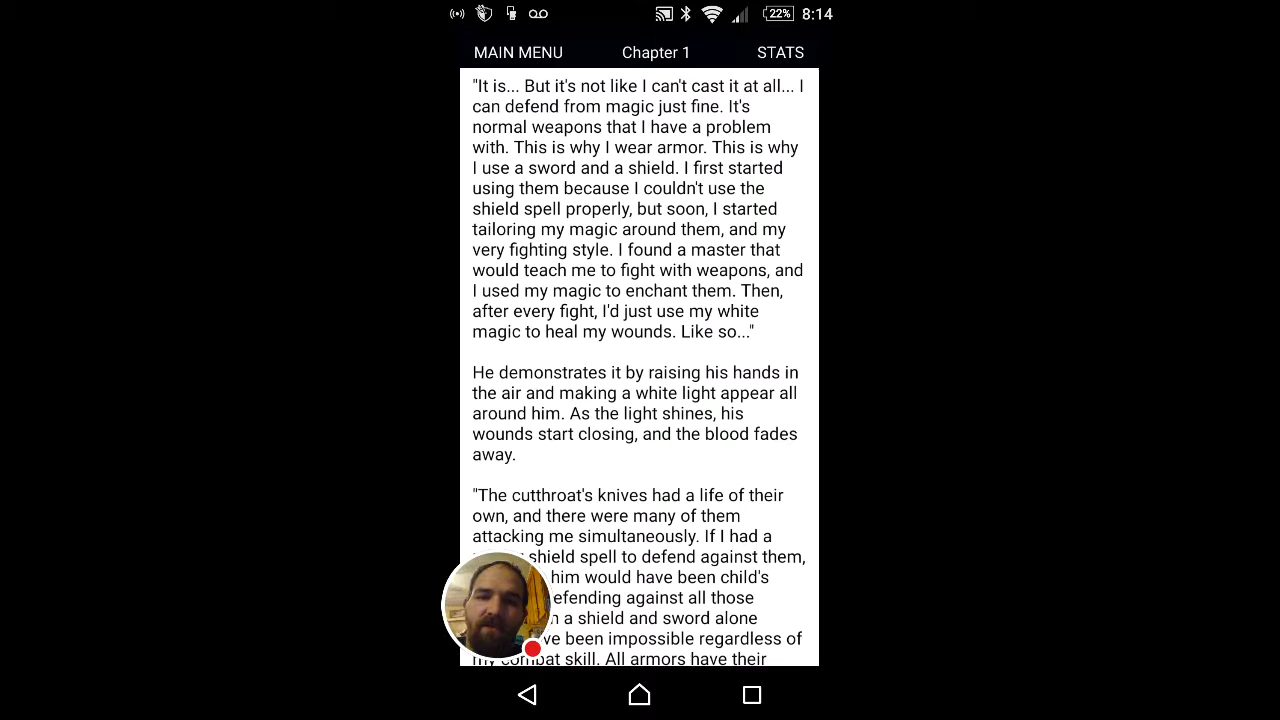 22% 8:14
MAIN MENU Chapter 1 STATS
"It is... But it's not like I can't cast it at all... I
can defend from magic just fine. It's
normal weapons that I have a problem
with. This is why I wear armor. This is why
I use a sword and a shield. I first started
using them because I couldn't use the
shield spell properly, but soon, I started
tailoring my magic around them, and my
very fighting style. I found a master that
would teach me to fight with weapons, and
I used my magic to enchant them. Then,
after every fight, I'd just use my white
magic to heal my wounds. Like so..."
He demonstrates it by raising his hands in
the air and making a white light appear all
around him. As the light shines, his
wounds start closing, and the blood fades
away.
"The cutthroat's knives had a life of their
own, and there were many of them
attacking me simultaneously. If I had a
shield spell to defend against them,
him would have been child's
efending against all those
a shield and sword alone
ve been impossible regardless of
my combat skill. All armors have their